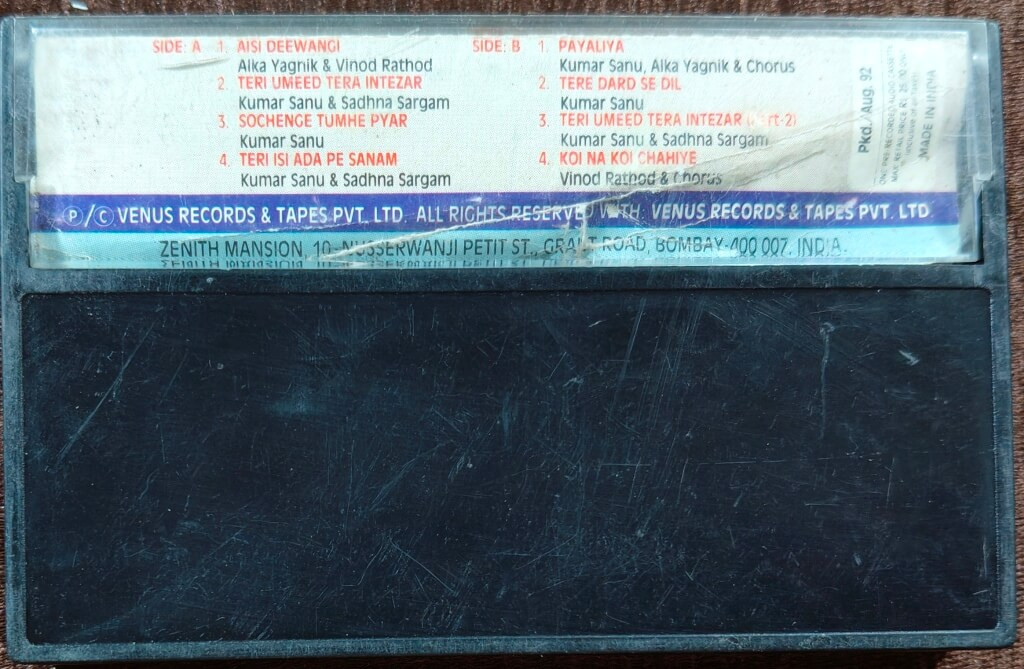 SIDE: A 1. AISI DEEWANGI
Alka Yagnik & Vinod Rathod
2. TERI UMEED TERA INTEZAR
Kumar Sanu & Sadhna Sargam
3. SOCHENGE TUMHE PYAR
Kumar Sanu
4. TERI ISI ADA PE SANAM
Kumar Sanu & Sadhna Sargam
SIDE: B 1. PAYALIYA
Kumar Sanu, Alka Yagnik & Chorus
2. TERE DARD SE DIL
Kumar Sanu
3. TERI UMEED TERA INTEZAR (Part-2)
Kumar Sanu & Sadhna Sargam
4. KOI NA KOI CHAHIYE
Vinod Rathod & Chorus
Pkd./Aug. 92
MADE IN INDIA
Ⓟ/© VENUS RECORDS & TAPES PVT. LTD. ALL RIGHTS RESERVED WITH: VENUS RECORDS & TAPES PVT. LTD.
ZENITH MANSION, 10, NUSSERWANJI PETIT ST., GRANT ROAD, BOMBAY-400 007. INDIA.